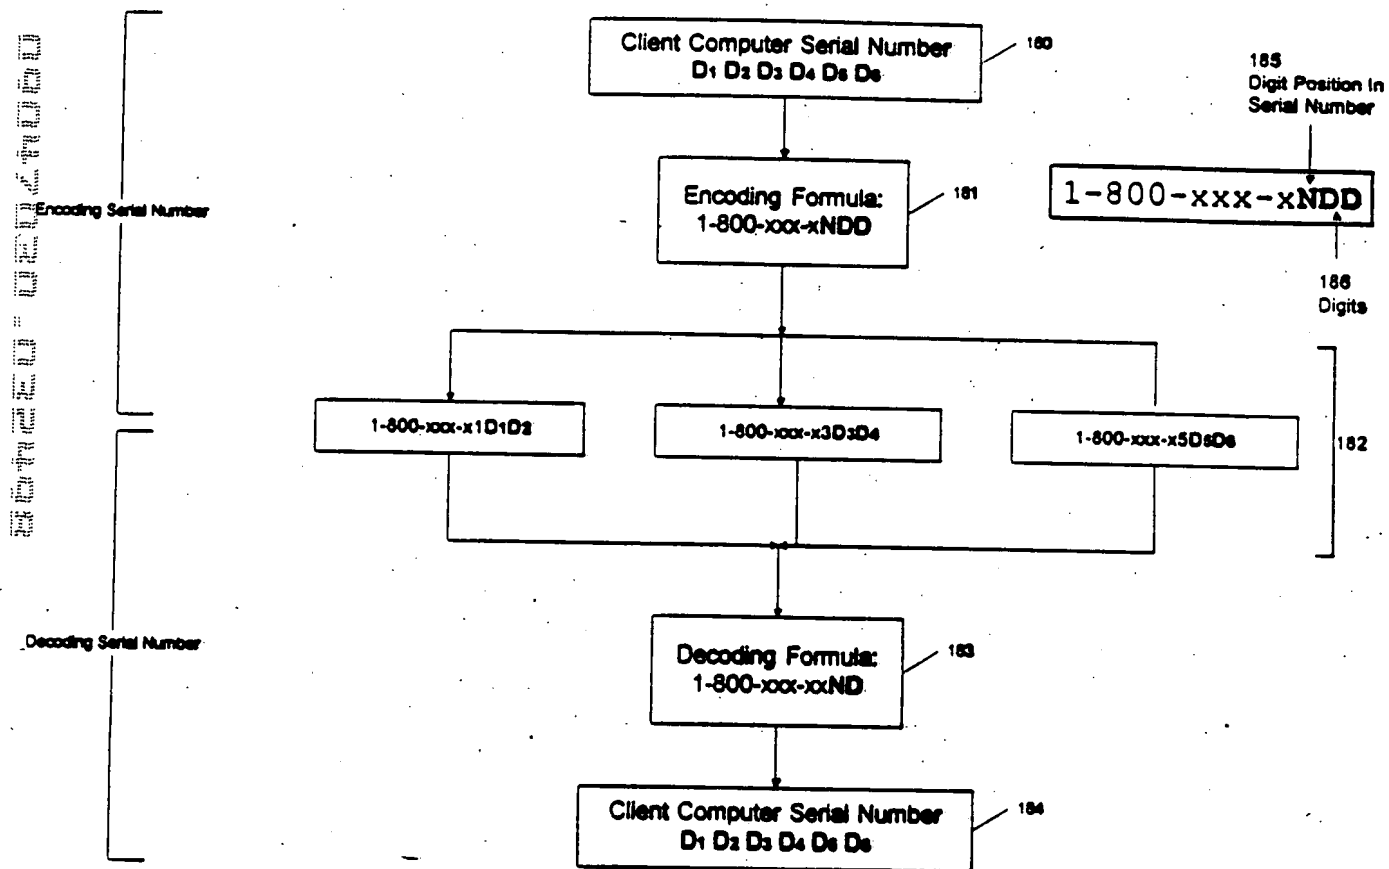 Client Computer Serial Number
D1 D2 D3 D4 D5 D6
180
185
Digit Position In
Serial Number
Encoding Formula:
1-800-xxx-xNDD
181
1-800-xxx-xNDD
186
Digits
Encoding Serial Number
1-800-xxx-x1D1D2
1-800-xxx-x3D3D4
1-800-xxx-x5D5D6
182
Decoding Serial Number
Decoding Formula:
1-800-xxx-xxND
183
Client Computer Serial Number
D1 D2 D3 D4 D5 D6
184